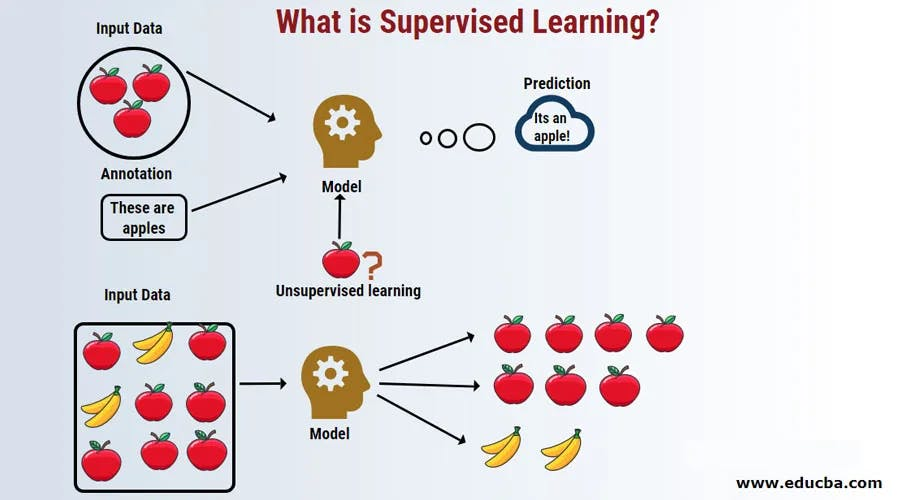 What is Supervised Learning?
Input Data
Annotation
These are
apples
Model
Prediction
Its an
apple!
?
Unsupervised learning
Input Data
Model
www.educba.com